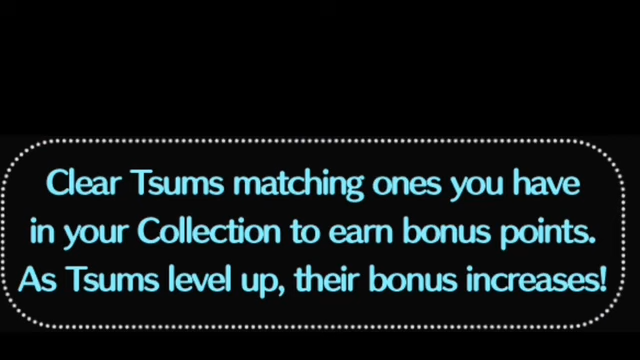 Clear Tsums matching ones you have
in your Collection to earn bonus points.
As Tsums level up, their bonus increases!